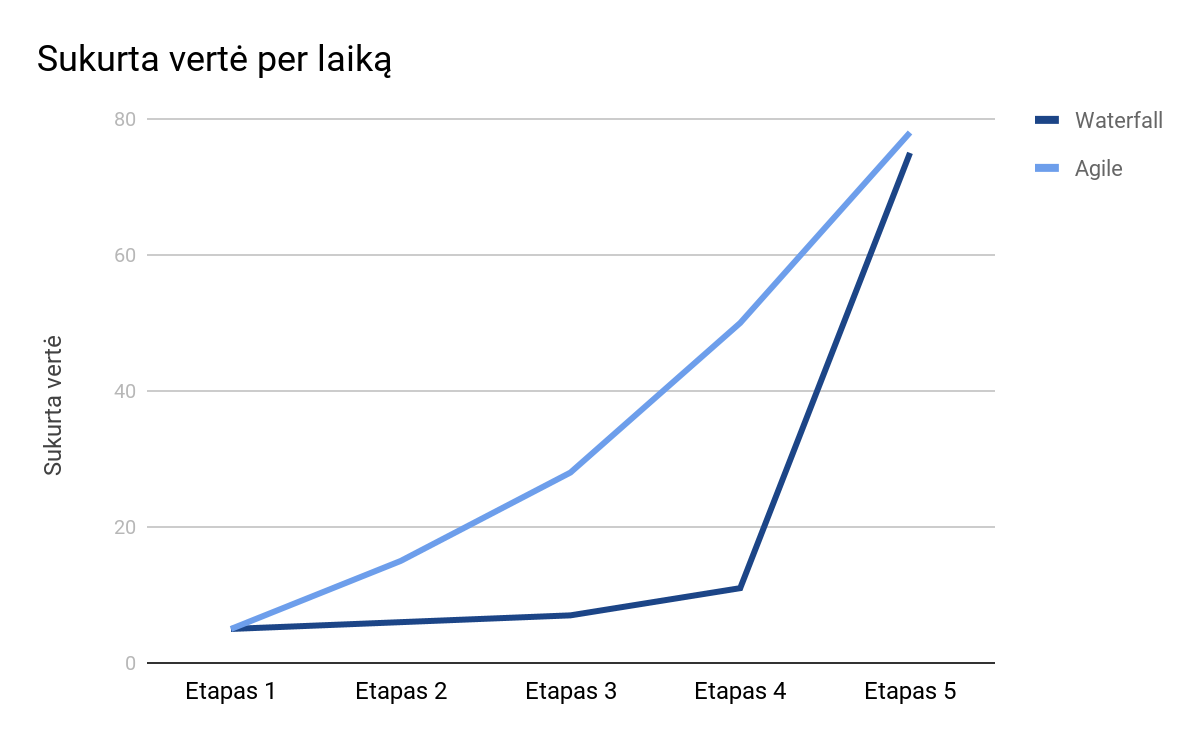 Sukurta vertė per laiką
80
60
40
20
0
Sukurta vertė
Etapas 1
Etapas 2
Etapas 3
Etapas 4
Etapas 5
Waterfall
Agile